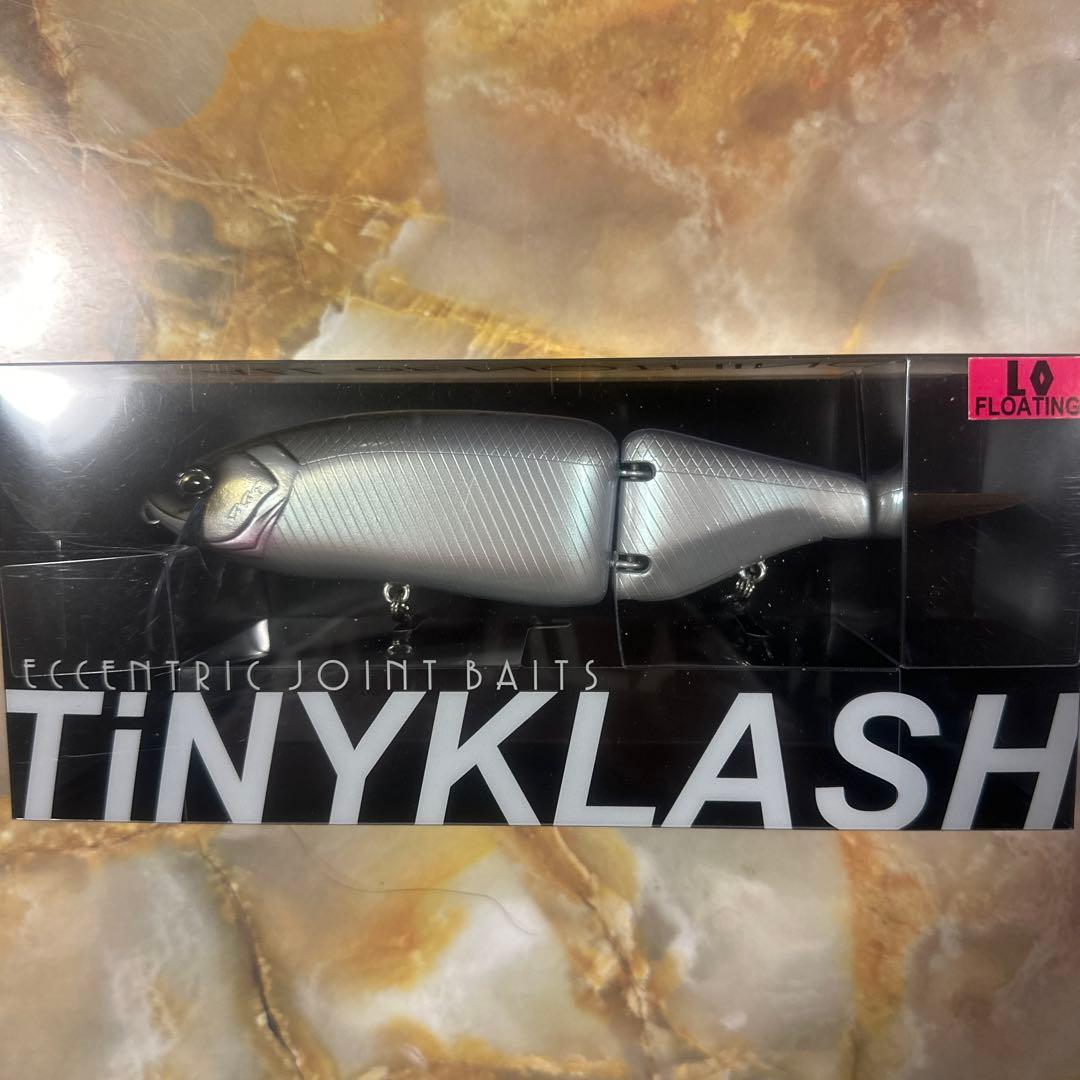 LO
FLOATING
ECCENTRIC JOINT BAITS
TiNYKLASH